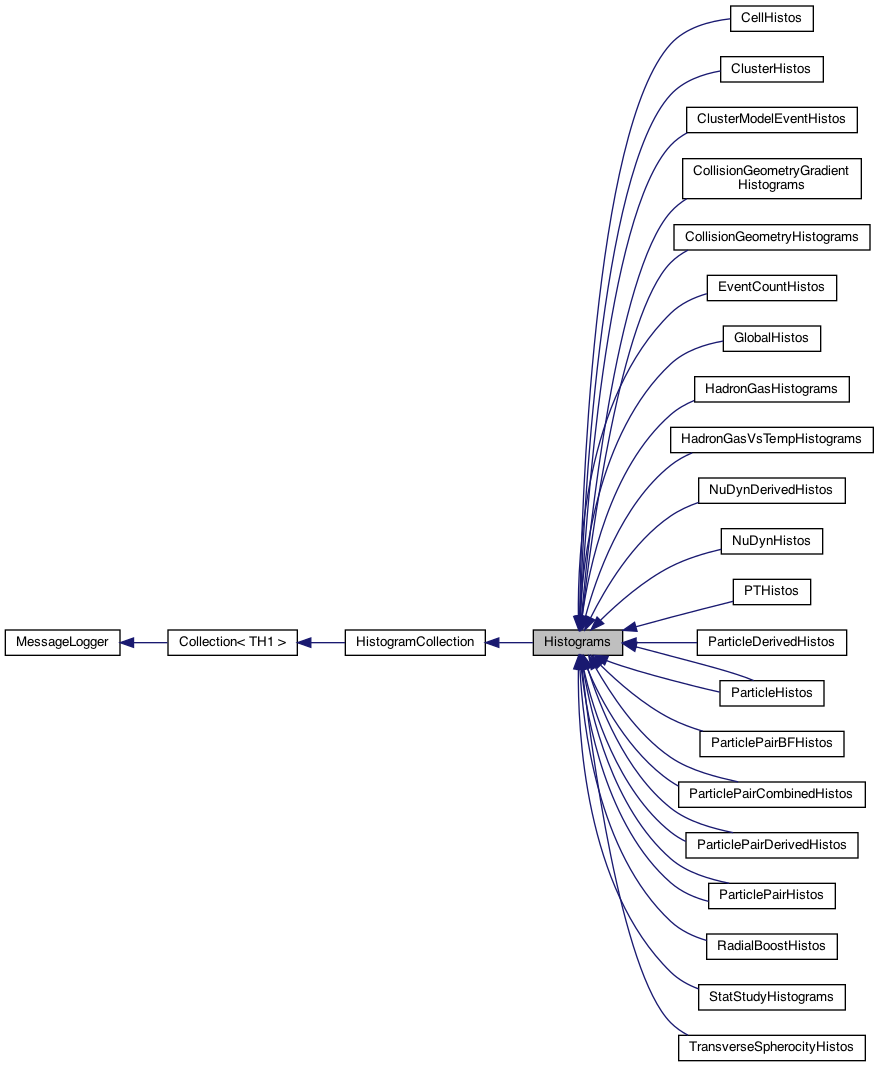 CellHistos
ClusterHistos
ClusterModelEventHistos
CollisionGeometryGradient
Histograms
CollisionGeometryHistograms
EventCountHistos
GlobalHistos
HadronGasHistograms
HadronGasVsTempHistograms
NuDynDerivedHistos
NuDynHistos
PTHistos
MessageLogger
Collection< TH1 >
HistogramCollection
Histograms
ParticleDerivedHistos
ParticleHistos
ParticlePairBFHistos
ParticlePairCombinedHistos
ParticlePairDerivedHistos
ParticlePairHistos
RadialBoostHistos
StatStudyHistograms
TransverseSpherocityHistos